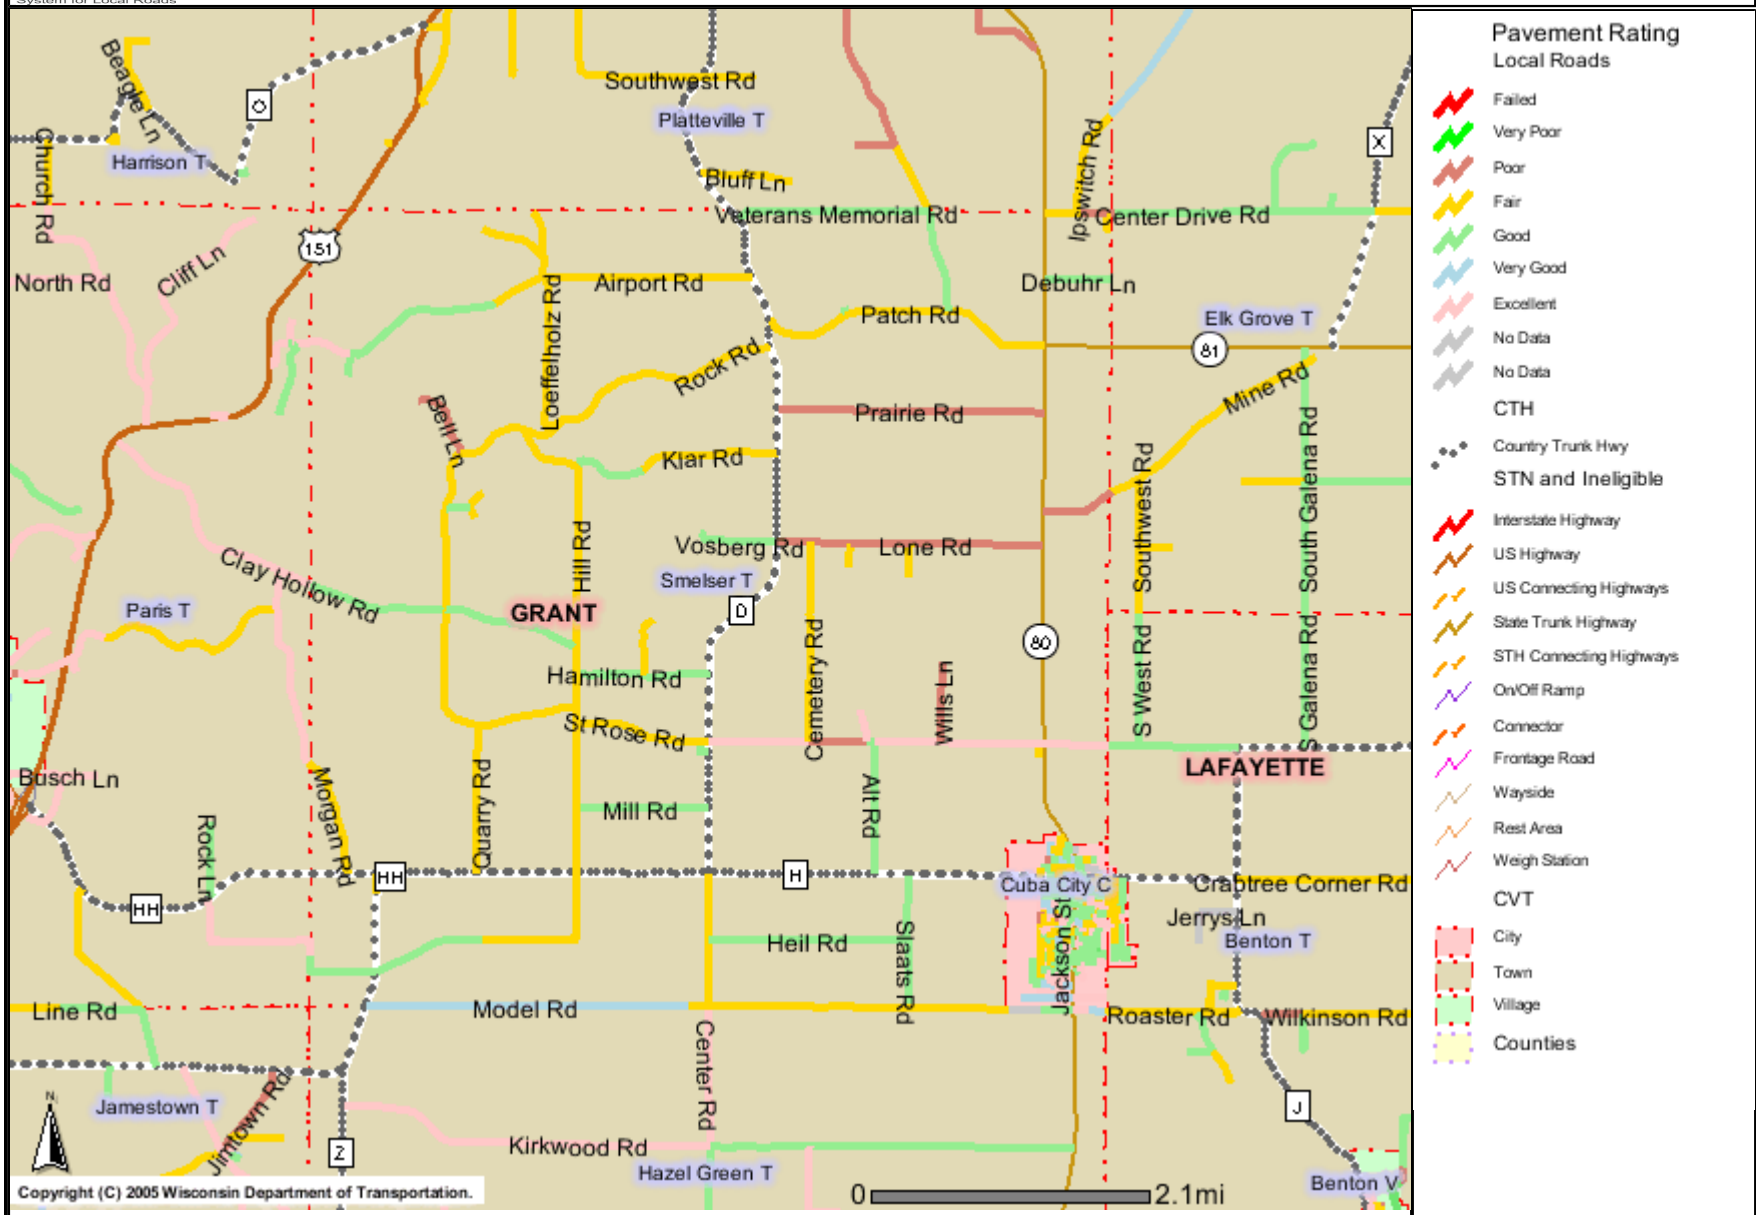 System for Local Roads
Pavement Rating
Local Roads
Failed
Very Poor
Poor
Fair
Good
Very Good
Excellent
No Data
No Data
CTH
Country Trunk Hwy
STN and Ineligible
Interstate Highway
US Highway
US Connecting Highways
State Trunk Highway
STH Connecting Highways
On/Off Ramp
Connector
Frontage Road
Wayside
Rest Area
Weigh Station
CVT
City
Town
Village
Counties
Beagle Ln
O
Southwest Rd
Platteville T
Church Rd
Harrison T
X
Ipswitch Rd
Bluff Ln
Veterans Memorial Rd
Center Drive Rd
151
North Rd
Cliff Ln
Airport Rd
Debuhr Ln
Loeffelholz Rd
Patch Rd
Elk Grove T
81
Rock Rd
Mine Rd
Bell Ln
Prairie Rd
Klar Rd
Southwest Rd
South Galena Rd
Hill Rd
Vosberg Rd
Lone Rd
Clay Hollow Rd
Smelser T
Paris T
GRANT
D
80
Cemetery Rd
Wills Ln
S West Rd
S Galena Rd
Hamilton Rd
St Rose Rd
LAFAYETTE
Busch Ln
Morgan Rd
Quarry Rd
Mill Rd
Alt Rd
Rock Ln
HH
H
Cuba City C
Crabtree Corner Rd
HH
Jerrys Ln
Benton T
Heil Rd
Slaats Rd
Jackson St
Line Rd
Model Rd
Roaster Rd
Wilkinson Rd
Center Rd
Jamestown T
Jimtown Rd
J
N
Z
Kirkwood Rd
Hazel Green T
Benton V
Copyright (C) 2005 Wisconsin Department of Transportation.
0
2.1mi